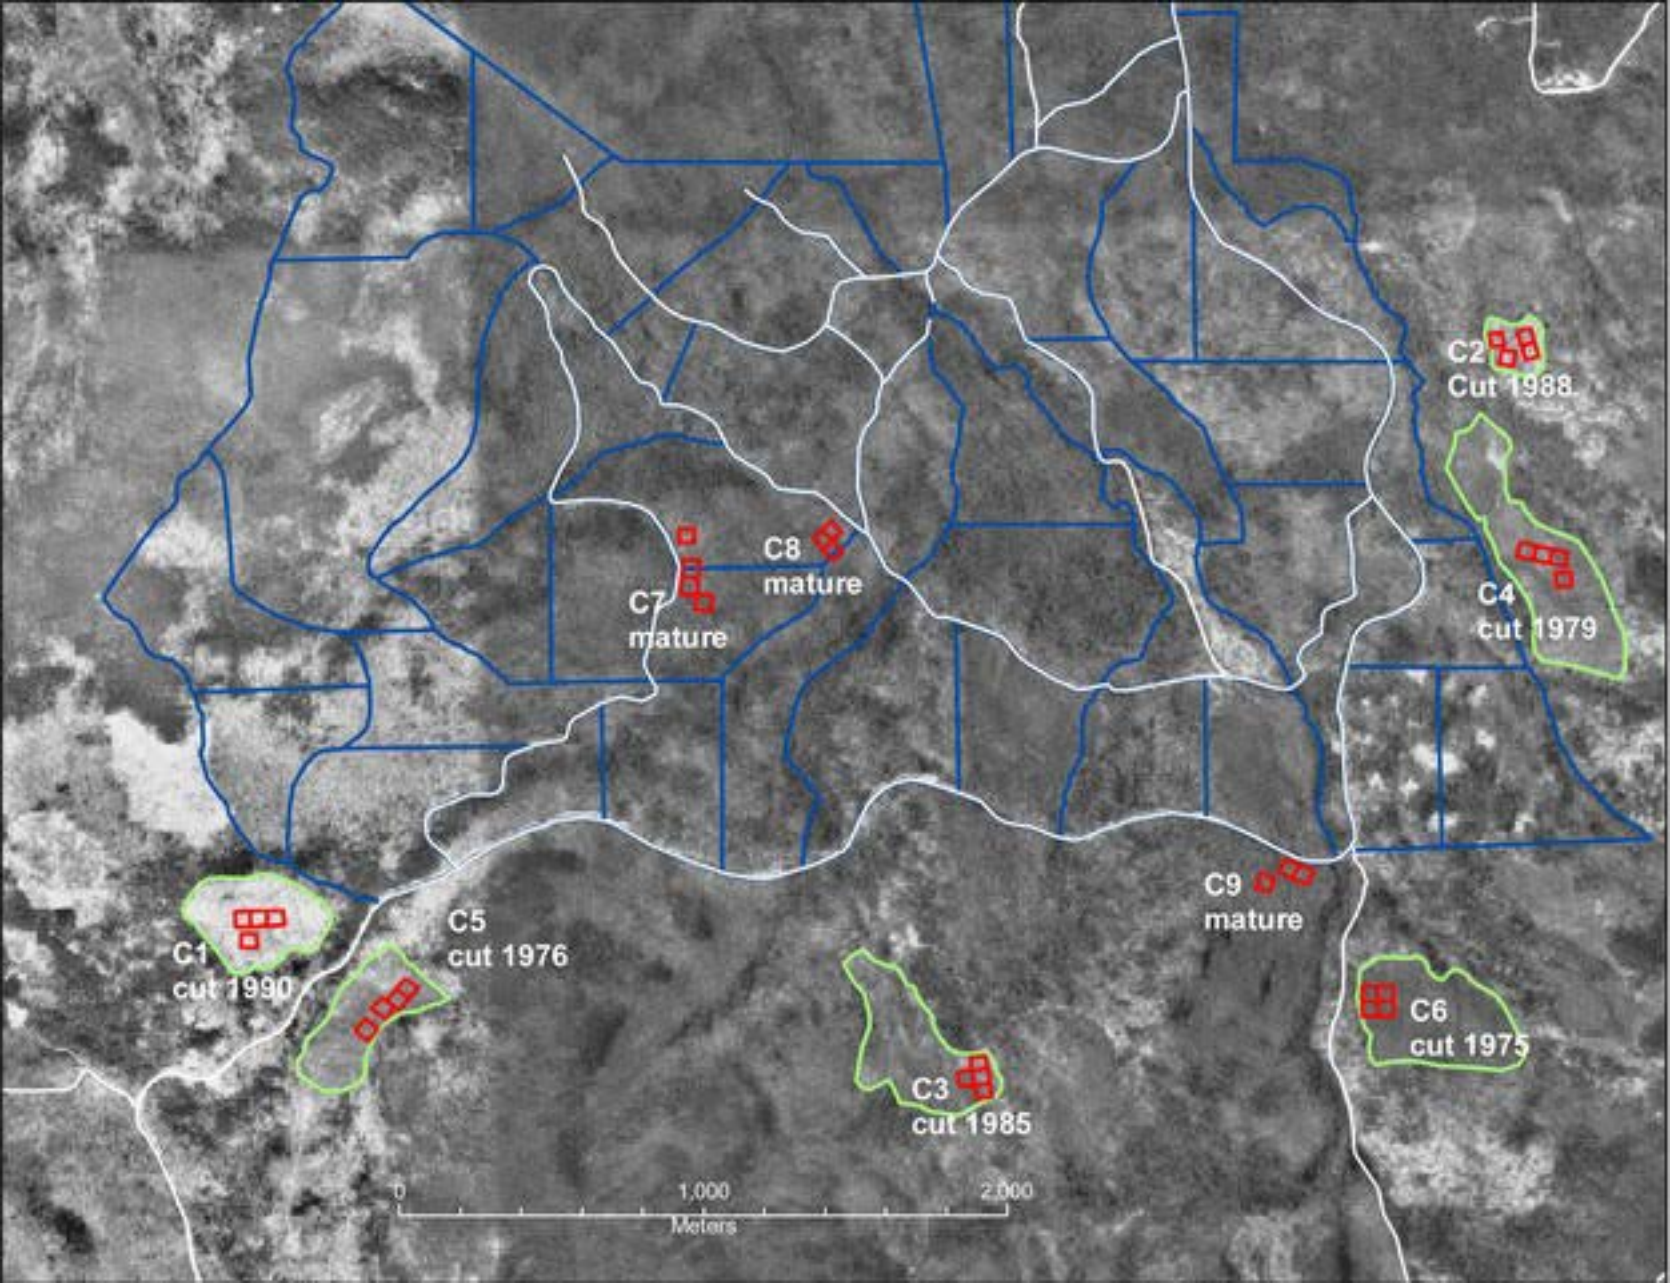 C2
Cut 1988
C8
mature
C7
mature
C4
cut 1979
C9
mature
C5
cut 1976
C1
cut 1990
C6
cut 1975
C3
cut 1985
0 1,000 2,000
Meters